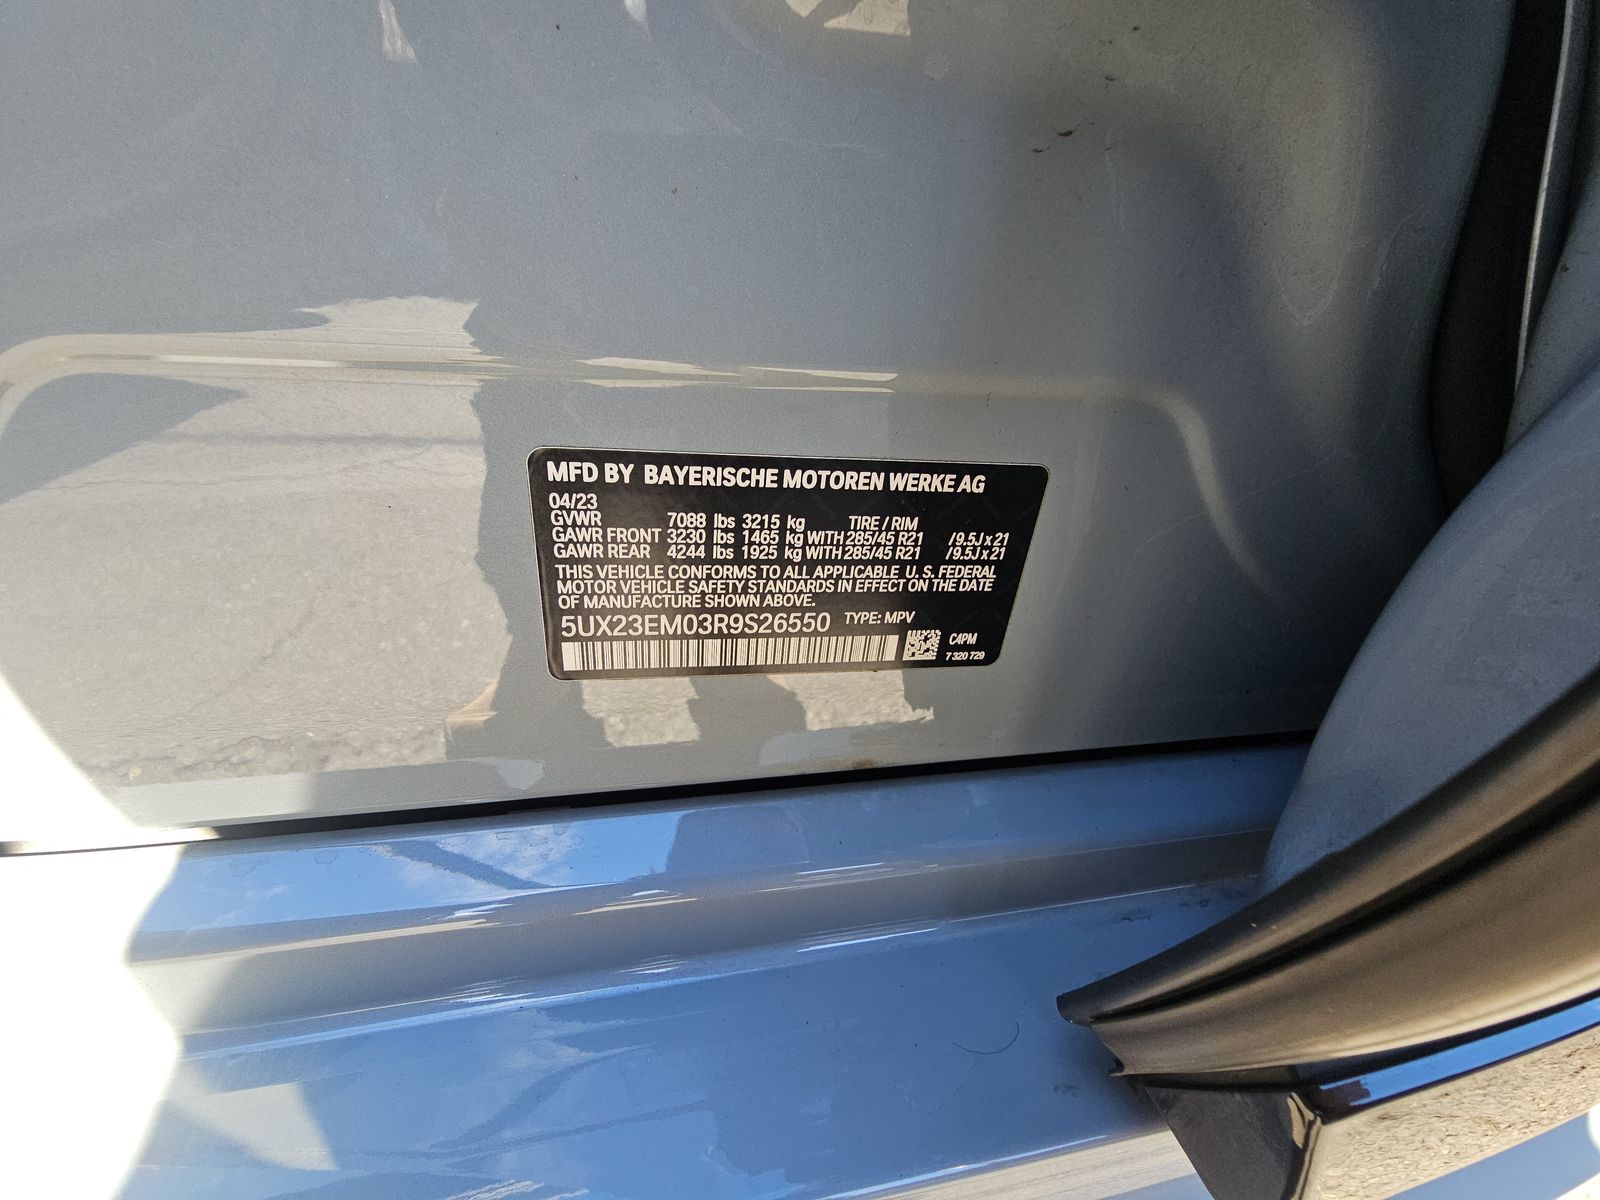 MFD BY BAYERISCHE MOTOREN WERKE AG
04/23
GVWR 7088 lbs 3215 kg TIRE / RIM
GAWR FRONT 3230 lbs 1465 kg WITH 285/45 R21 /9.5J x 21
GAWR REAR 4244 lbs 1925 kg WITH 285/45 R21 /9.5J x 21
THIS VEHICLE CONFORMS TO ALL APPLICABLE U. S. FEDERAL
MOTOR VEHICLE SAFETY STANDARDS IN EFFECT ON THE DATE
OF MANUFACTURE SHOWN ABOVE.
5UX23EM03R9S26550 TYPE: MPV
C4PM
7 320 729